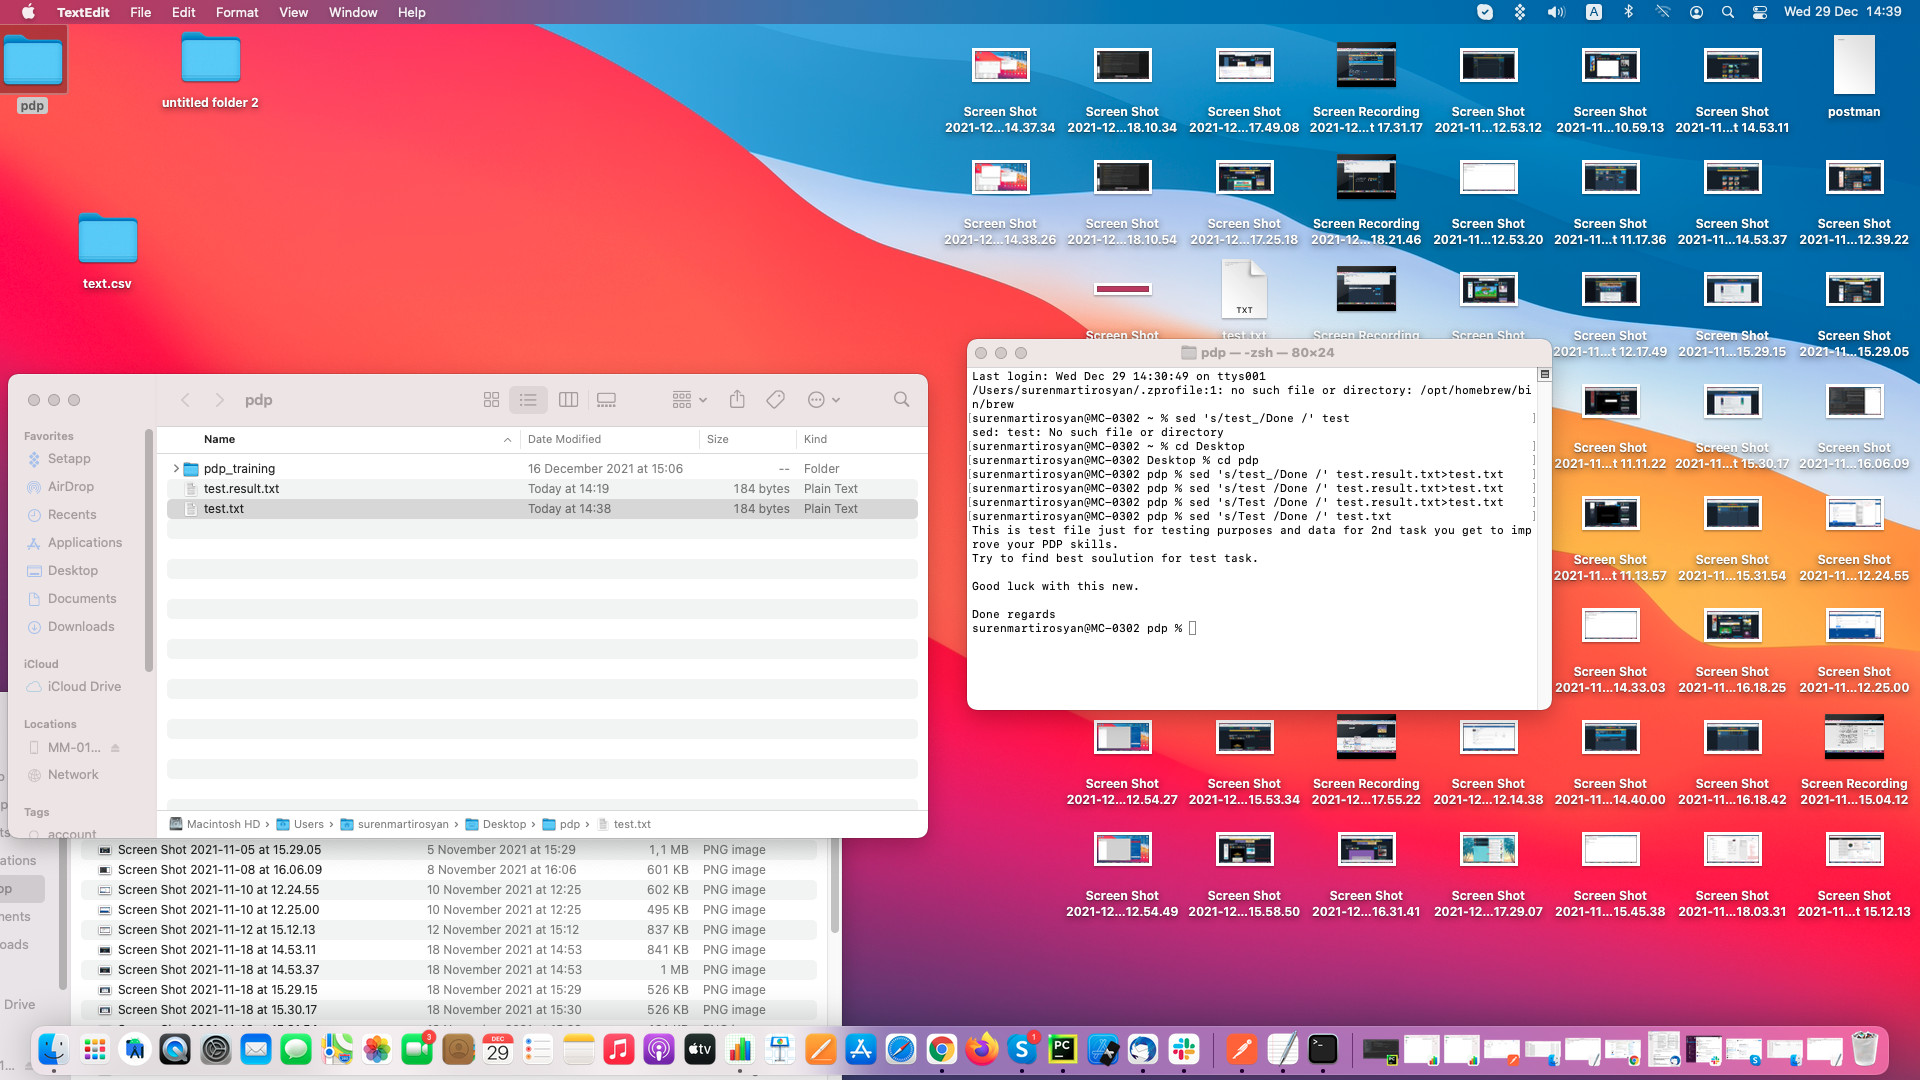 TextEdit File Edit Format View Window Help
A Wed 29 Dec 14:39
pdp
untitled folder 2
text.csv
Screen Shot
2021-12...14.37.34
Screen Shot
2021-12...18.10.34
Screen Shot
2021-12...17.49.08
Screen Recording
2021-12...t 17.31.17
Screen Shot
2021-11...12.53.12
Screen Shot
2021-11...10.59.13
Screen Shot
2021-11...t 14.53.11
postman
Screen Shot
2021-12...14.38.26
Screen Shot
2021-12...18.10.54
Screen Shot
2021-12...17.25.18
Screen Recording
2021-12...18.21.46
Screen Shot
2021-11...12.53.20
Screen Shot
2021-11...t 11.17.36
Screen Shot
2021-11...14.53.37
Screen Shot
2021-11...12.39.22
TXT
Screen Shot
test.txt
Screen Recording
Screen Shot
Screen Shot
2021-11...t 12.17.49
Screen Shot
2021-11...15.29.15
Screen Shot
2021-11...15.29.05
Screen Shot
2021-11...t 11.11.22
Screen Shot
2021-11...t 15.30.17
Screen Shot
2021-11...16.06.09
Screen Shot
2021-11...t 11.13.57
Screen Shot
2021-11...15.31.54
Screen Shot
2021-11...12.24.55
Screen Shot
2021-11...14.33.03
Screen Shot
2021-11...16.18.25
Screen Shot
2021-11...12.25.00
Screen Shot
2021-12...12.54.27
Screen Shot
2021-12...15.53.34
Screen Recording
2021-12...17.55.22
Screen Shot
2021-12...12.14.38
Screen Shot
2021-11...14.40.00
Screen Shot
2021-11...16.18.42
Screen Recording
2021-11...15.04.12
Screen Shot
2021-12...12.54.49
Screen Shot
2021-12...15.58.50
Screen Shot
2021-12...16.31.41
Screen Shot
2021-12...17.29.07
Screen Shot
2021-11...15.45.38
Screen Shot
2021-11...18.03.31
Screen Shot
2021-11...t 15.12.13
pdp — -zsh — 80×24
Last login: Wed Dec 29 14:30:49 on ttys001
/Users/surenmartirosyan/.zprofile:1: no such file or directory: /opt/homebrew/bi
n/brew
[surenmartirosyan@MC-0302 ~ % sed 's/test_/Done /' test ]
sed: test: No such file or directory
[surenmartirosyan@MC-0302 ~ % cd Desktop ]
[surenmartirosyan@MC-0302 Desktop % cd pdp ]
[surenmartirosyan@MC-0302 pdp % sed 's/test_/Done /' test.result.txt>test.txt ]
[surenmartirosyan@MC-0302 pdp % sed 's/test /Done /' test.result.txt>test.txt ]
[surenmartirosyan@MC-0302 pdp % sed 's/Test /Done /' test.result.txt>test.txt ]
[surenmartirosyan@MC-0302 pdp % sed 's/Test /Done /' test.txt ]
This is test file just for testing purposes and data for 2nd task you get to imp
rove your PDP skills.
Try to find best soulution for test task.
Good luck with this new.
Done regards
surenmartirosyan@MC-0302 pdp %
pdp
Favorites
Setapp
AirDrop
Recents
Applications
Desktop
Documents
Downloads
iCloud
iCloud Drive
Locations
MM-01...
Network
Tags
account
Name Date Modified Size Kind
pdp_training 16 December 2021 at 15:06 -- Folder
test.result.txt Today at 14:19 184 bytes Plain Text
test.txt Today at 14:38 184 bytes Plain Text
Macintosh HD › Users › surenmartirosyan › Desktop › pdp › test.txt
ations
op
ments
oads
Drive
Screen Shot 2021-11-05 at 15.29.05 5 November 2021 at 15:29 1,1 MB PNG image
Screen Shot 2021-11-08 at 16.06.09 8 November 2021 at 16:06 601 KB PNG image
Screen Shot 2021-11-10 at 12.24.55 10 November 2021 at 12:25 602 KB PNG image
Screen Shot 2021-11-10 at 12.25.00 10 November 2021 at 12:25 495 KB PNG image
Screen Shot 2021-11-12 at 15.12.13 12 November 2021 at 15:12 837 KB PNG image
Screen Shot 2021-11-18 at 14.53.11 18 November 2021 at 14:53 841 KB PNG image
Screen Shot 2021-11-18 at 14.53.37 18 November 2021 at 14:53 1 MB PNG image
Screen Shot 2021-11-18 at 15.29.15 18 November 2021 at 15:29 526 KB PNG image
Screen Shot 2021-11-18 at 15.30.17 18 November 2021 at 15:30 526 KB PNG image
3
DEC
29
tv
1
PC